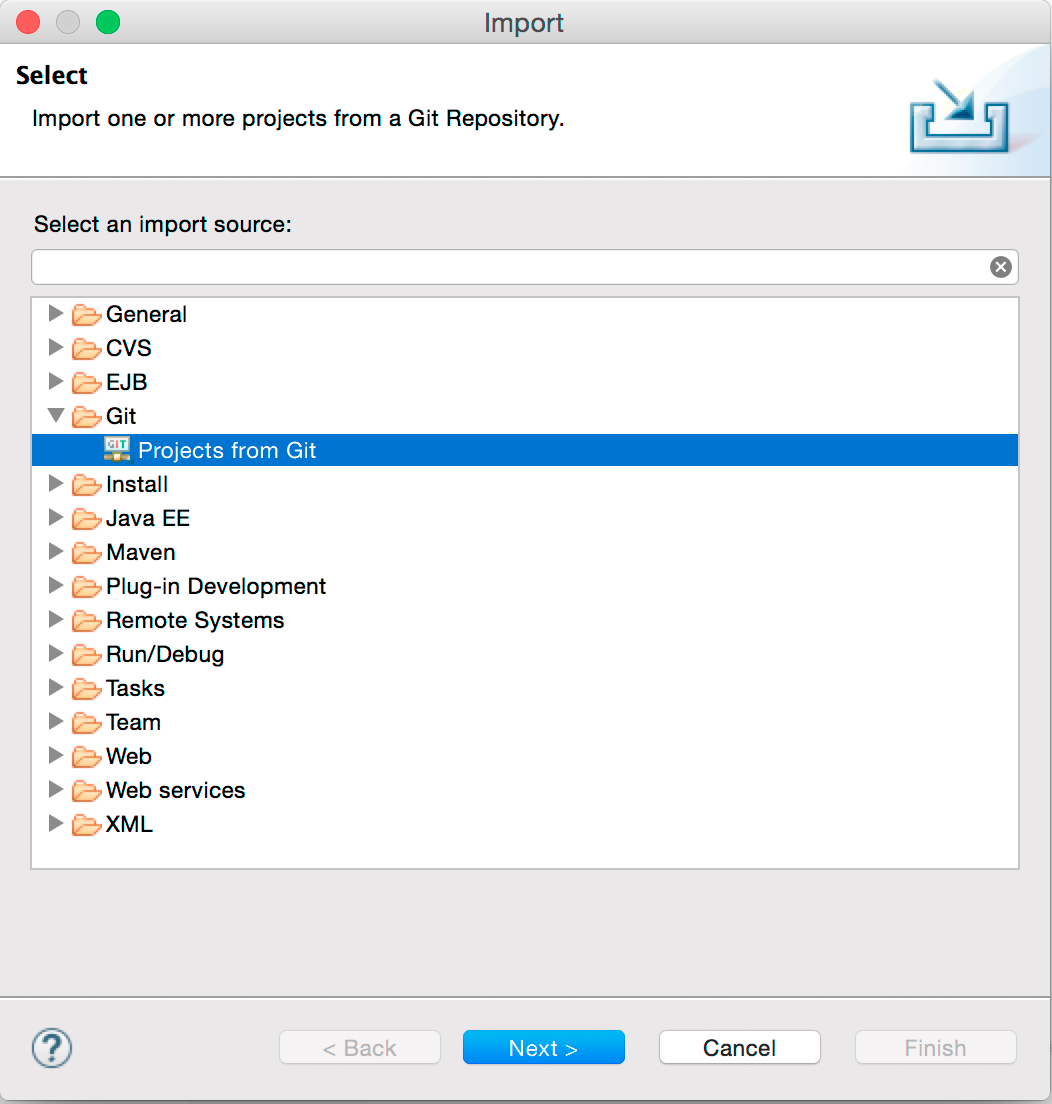 Import
Select
Import one or more projects from a Git Repository.
Select an import source:
General
CVS
EJB
Git
GIT Projects from Git
Install
Java EE
Maven
Plug-in Development
Remote Systems
Run/Debug
Tasks
Team
Web
Web services
XML
? < Back Next > Cancel Finish